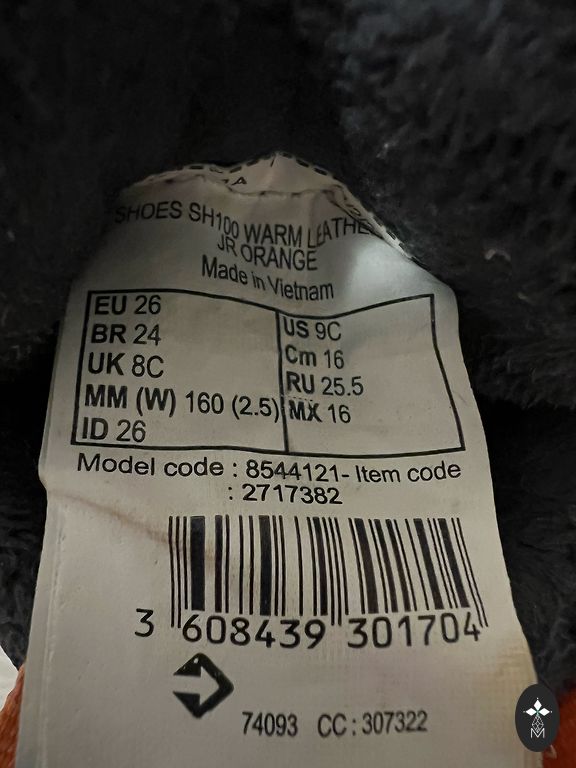 SHOES SH100 WARM LEATHER
JR ORANGE
Made in Vietnam
EU 26
BR 24
UK 8C
MM (W) 160 (2.5)
ID 26
US 9C
Cm 16
RU 25.5
MX 16
Model code : 8544121- Item code
: 2717382
3 608439 301704
74093 CC : 307322
M